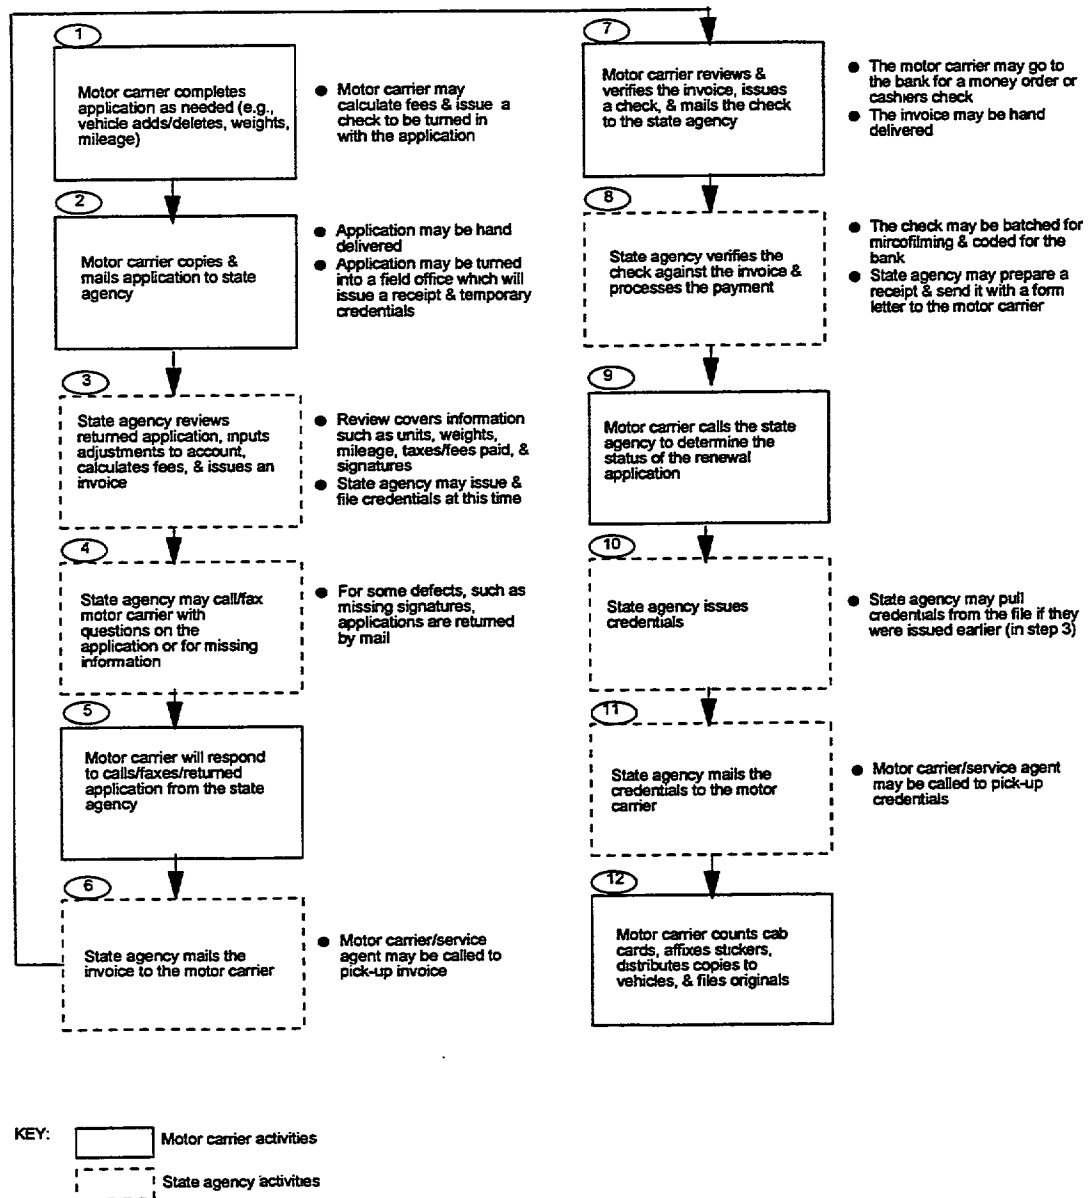 1
Motor carrier completes
application as needed (e.g.,
vehicle adds/deletes, weights,
mileage)
● Motor carrier may
calculate fees & issue a
check to be turned in
with the application
2
Motor carrier copies &
mails application to state
agency
● Application may be hand
delivered
● Application may be turned
into a field office which will
issue a receipt & temporary
credentials
3
State agency reviews
returned application, inputs
adjustments to account,
calculates fees, & issues an
invoice
● Review covers information
such as units, weights,
mileage, taxes/fees paid, &
signatures
● State agency may issue &
file credentials at this time
4
State agency may call/fax
motor carrier with
questions on the
application or for missing
information
● For some defects, such as
missing signatures,
applications are returned
by mail
5
Motor carrier will respond
to calls/faxes/returned
application from the state
agency
6
State agency mails the
invoice to the motor carrier
● Motor carrier/service
agent may be called to
pick-up invoice
7
Motor carrier reviews &
verifies the invoice, issues
a check, & mails the check
to the state agency
● The motor carrier may go to
the bank for a money order or
cashiers check
● The invoice may be hand
delivered
8
State agency verifies the
check against the invoice &
processes the payment
● The check may be batched for
mircofilming & coded for the
bank
● State agency may prepare a
receipt & send it with a form
letter to the motor carrier
9
Motor carrier calls the state
agency to determine the
status of the renewal
application
10
State agency issues
credentials
● State agency may pull
credentials from the file if they
were issued earlier (in step 3)
11
State agency mails the
credentials to the motor
carrier
● Motor carrier/service agent
may be called to pick-up
credentials
12
Motor carrier counts cab
cards, affixes stickers,
distributes copies to
vehicles, & files originals
KEY:
Motor carrier activities
State agency activities